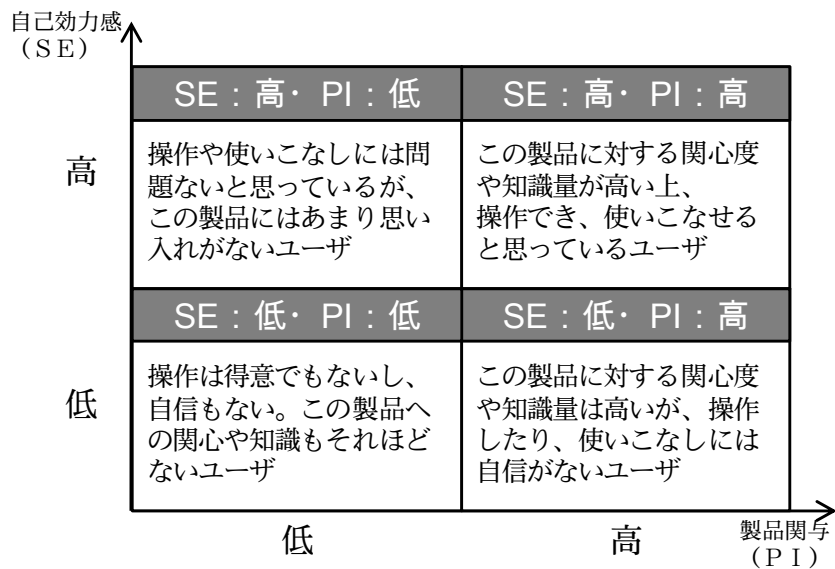 自己効力感
（ＳＥ）
SE：高・ PI：低
SE：高・ PI：高
高
操作や使いこなしには問
題ないと思っているが、
この製品にはあまり思い
入れがないユーザ
この製品に対する関心度
や知識量が高い上、
操作でき、使いこなせる
と思っているユーザ
SE：低・ PI：低
SE：低・ PI：高
低
操作は得意でもないし、
自信もない。この製品へ
の関心や知識もそれほど
ないユーザ
この製品に対する関心度
や知識量は高いが、操作
したり、使いこなしには
自信がないユーザ
低
高
製品関与
（ＰＩ）